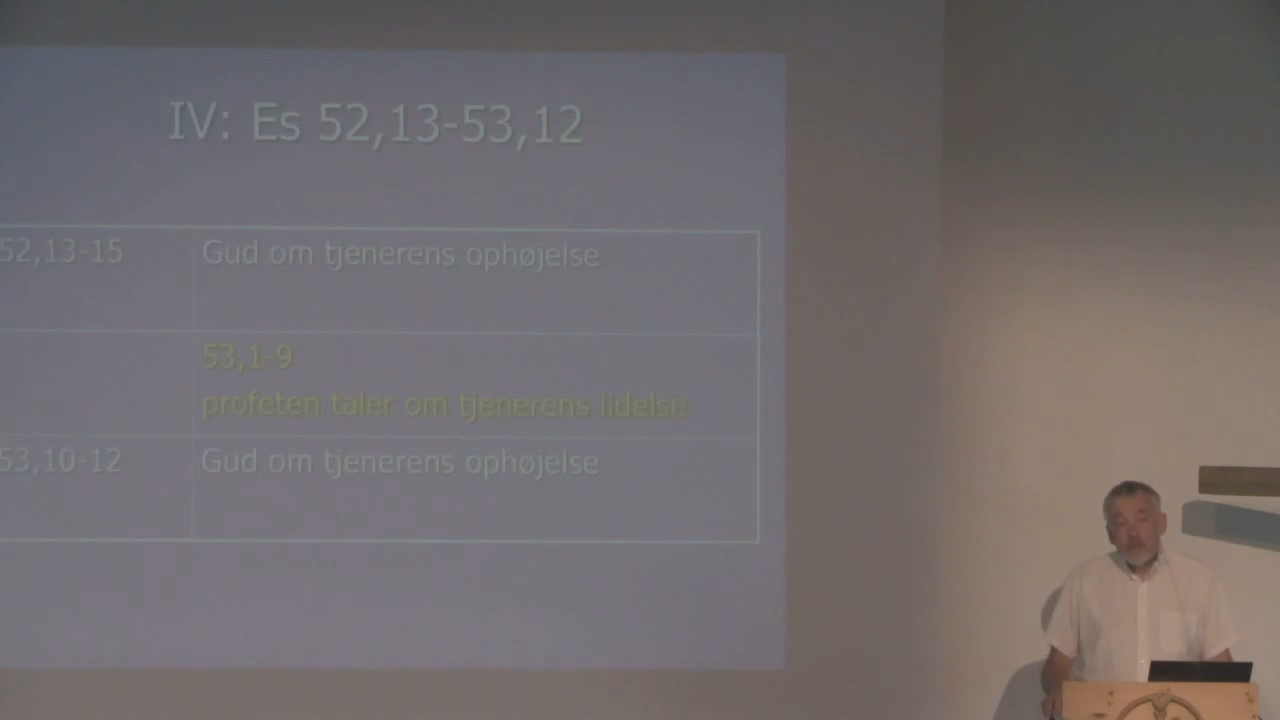 IV: Es 52,13-53,12
52,13-15 Gud om tjenerens ophøjelse
53,1-9
profeten taler om tjenerens lidelse
53,10-12 Gud om tjenerens ophøjelse